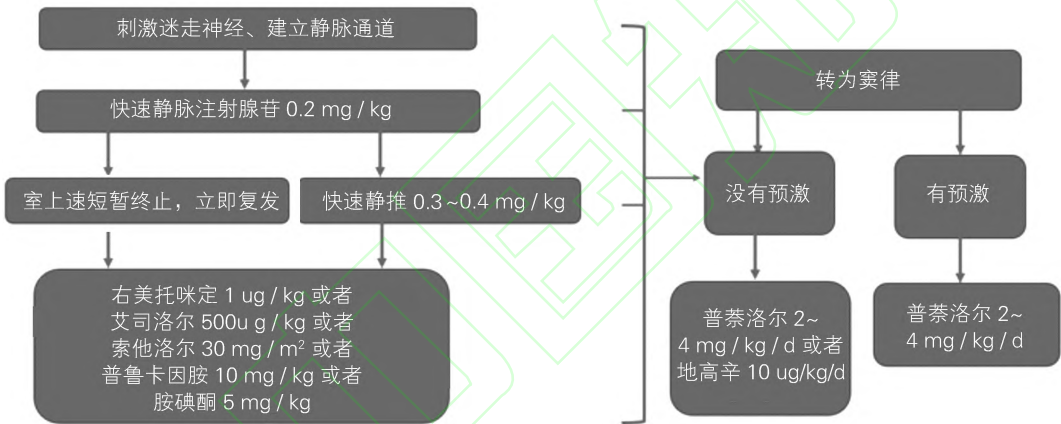 刺激迷走神经、建立静脉通道
快速静脉注射腺苷 0.2 mg / kg
室上速短暂终止，立即复发
快速静推 0.3~0.4 mg / kg
右美托咪定 1 ug / kg 或者
艾司洛尔 500u g / kg 或者
索他洛尔 30 mg / m² 或者
普鲁卡因胺 10 mg / kg 或者
胺碘酮 5 mg / kg
转为窦律
没有预激
有预激
普萘洛尔 2~
4 mg / kg / d 或者
地高辛 10 ug/kg/d
普萘洛尔 2~
4 mg / kg / d